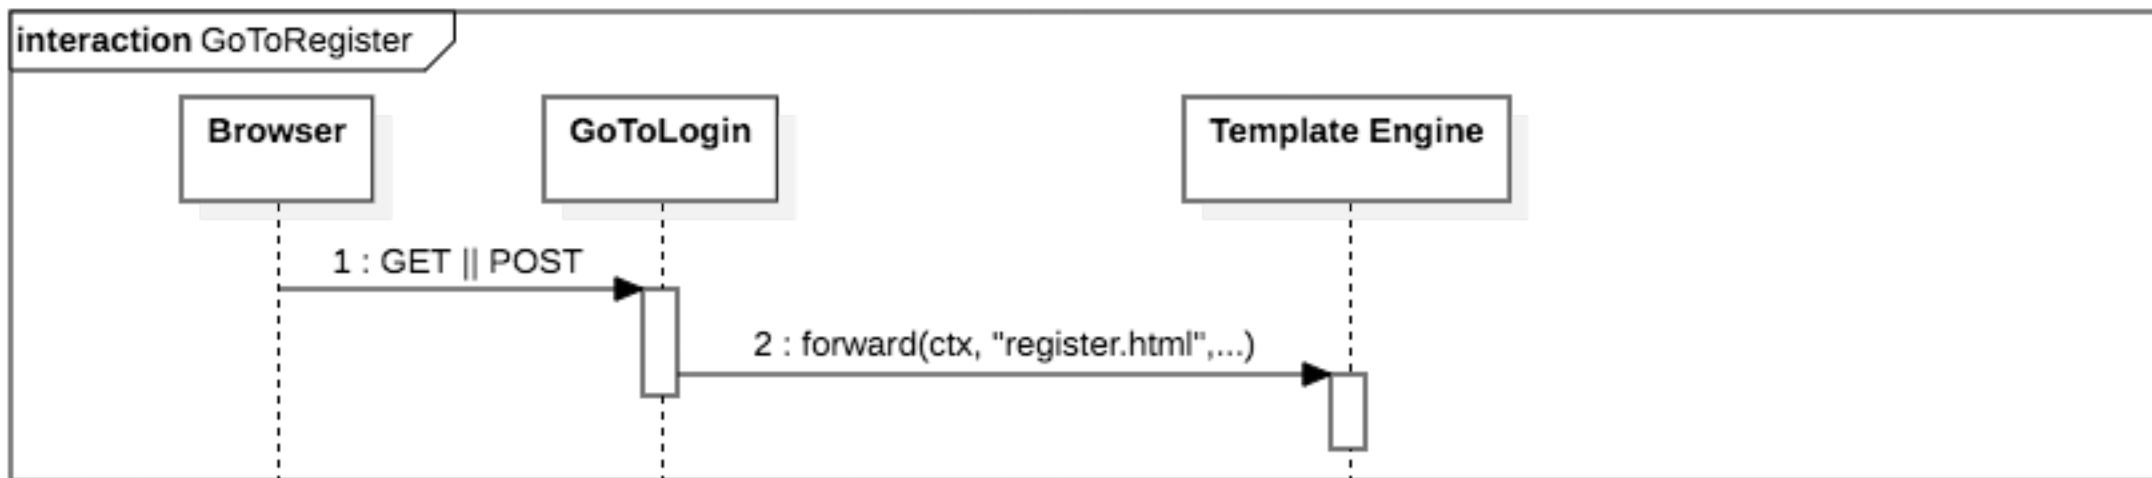 interaction GoToRegister
Browser
GoToLogin
Template Engine
1 : GET || POST
2 : forward(ctx, "register.html",...)